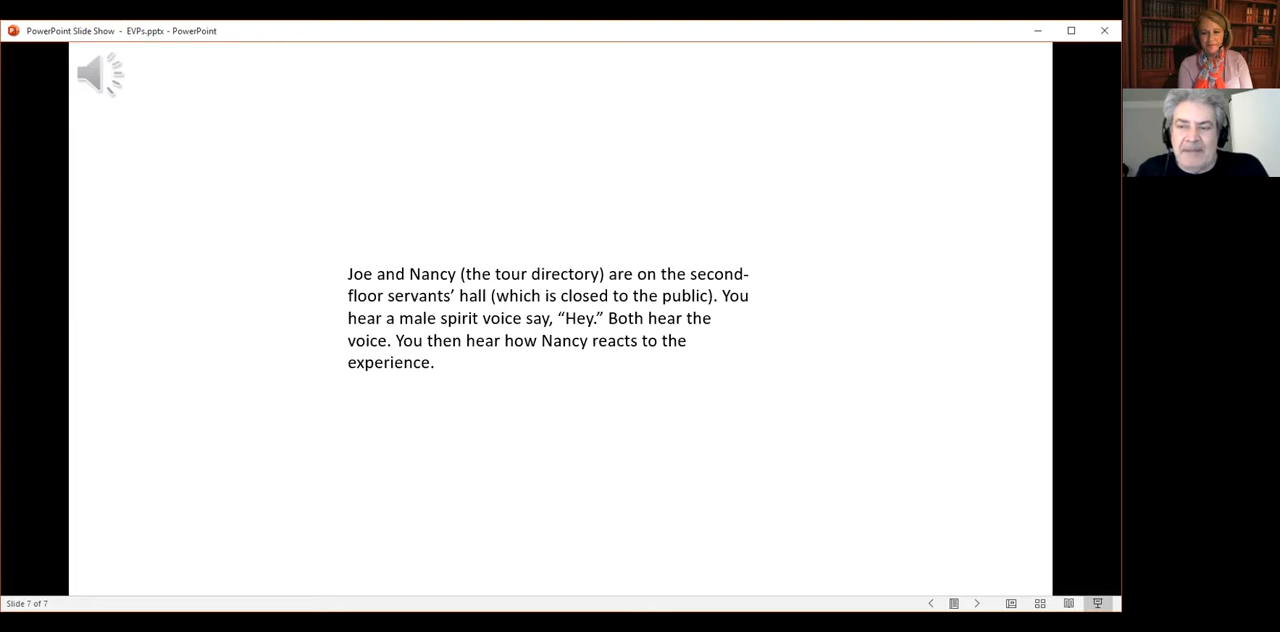 PowerPoint Slide Show - EVPs.pptx - PowerPoint
Joe and Nancy (the tour directory) are on the second-
floor servants’ hall (which is closed to the public). You
hear a male spirit voice say, “Hey.” Both hear the
voice. You then hear how Nancy reacts to the
experience.
Slide 7 of 7